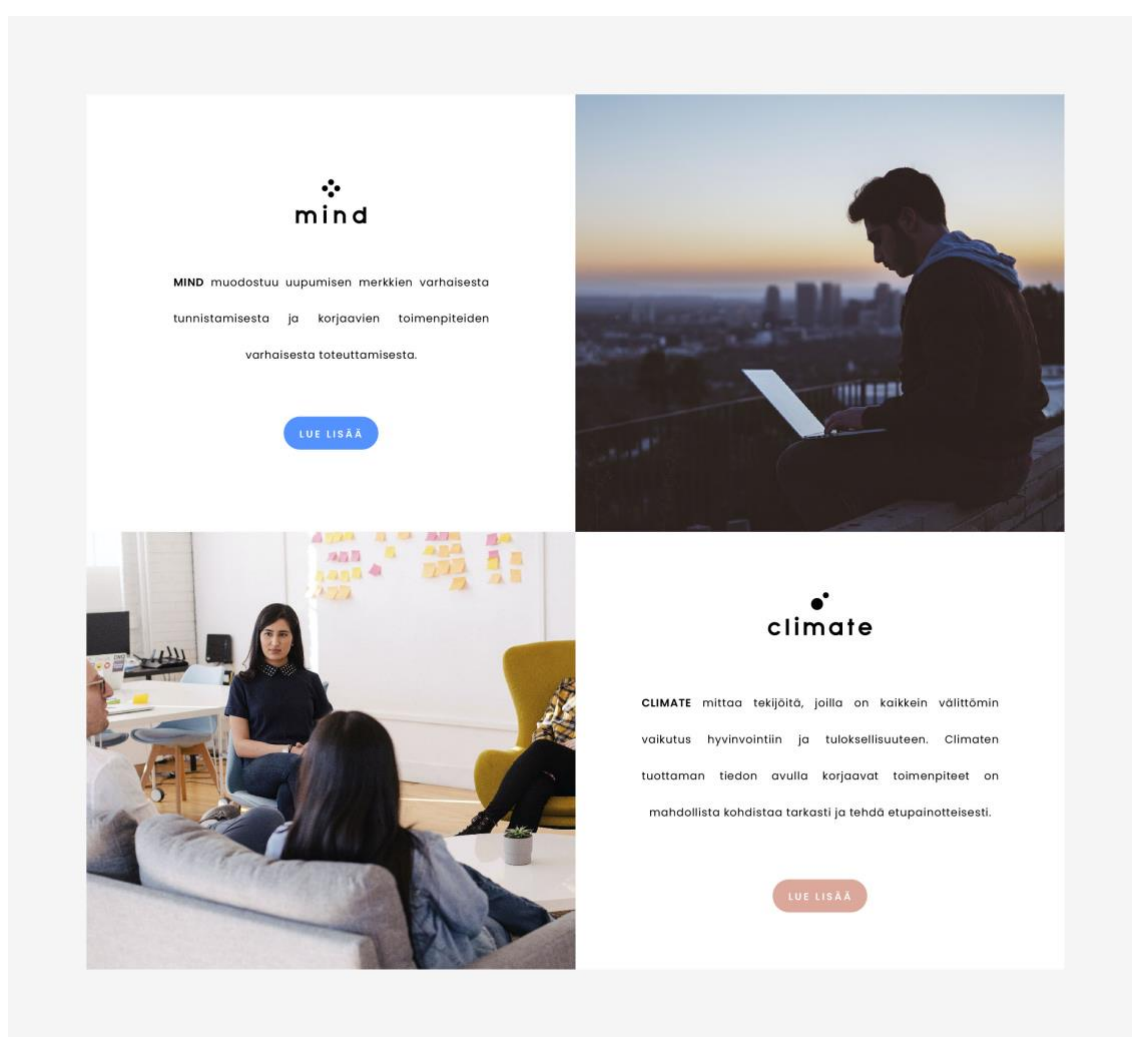 mind
MIND muodostuu uupumisen merkkien varhaisesta
tunnistamisesta ja korjaavien toimenpiteiden
varhaisesta toteuttamisesta.
LUE LISÄÄ
climate
CLIMATE mittaa tekijöitä, joilla on kaikkein välittömin
vaikutus hyvinvointiin ja tuloksellisuuteen. Climaten
tuottaman tiedon avulla korjaavat toimenpiteet on
mahdollista kohdistaa tarkasti ja tehdä etupainotteisesti.
LUE LISÄÄ